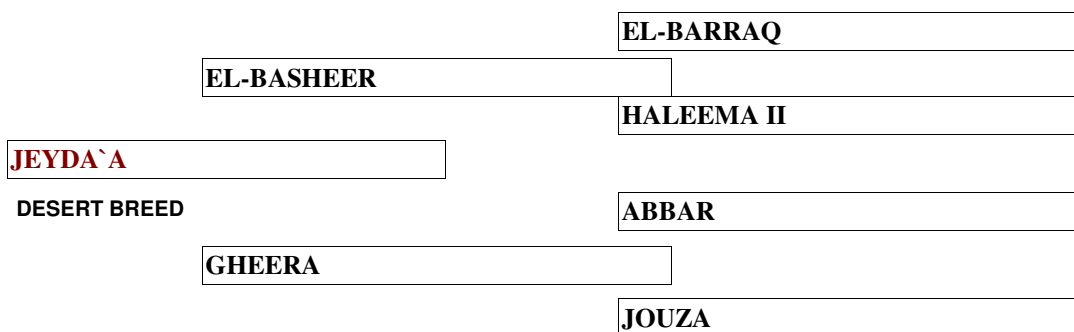 EL-BARRAQ
EL-BASHEER
HALEEMA II
JEYDA`A
DESERT BREED
ABBAR
GHEERA
JOUZA